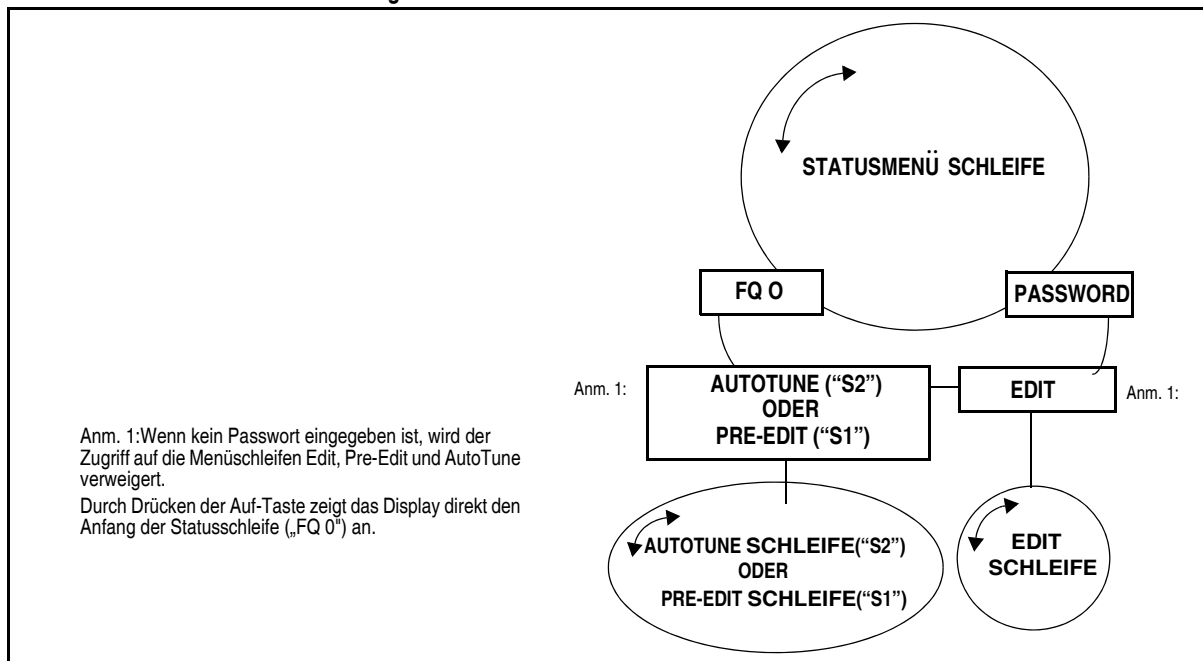 STATUSMENÜ SCHLEIFE
FQ O
PASSWORD
Anm. 1:
AUTOTUNE (“S2”)
ODER
PRE-EDIT (“S1”)
EDIT
Anm. 1:
Anm. 1:Wenn kein Passwort eingegeben ist, wird der
Zugriff auf die Menüschleifen Edit, Pre-Edit und AutoTune
verweigert.
Durch Drücken der Auf-Taste zeigt das Display direkt den
Anfang der Statusschleife („FQ 0") an.
AUTOTUNE SCHLEIFE(“S2”)
ODER
PRE-EDIT SCHLEIFE(“S1”)
EDIT
SCHLEIFE